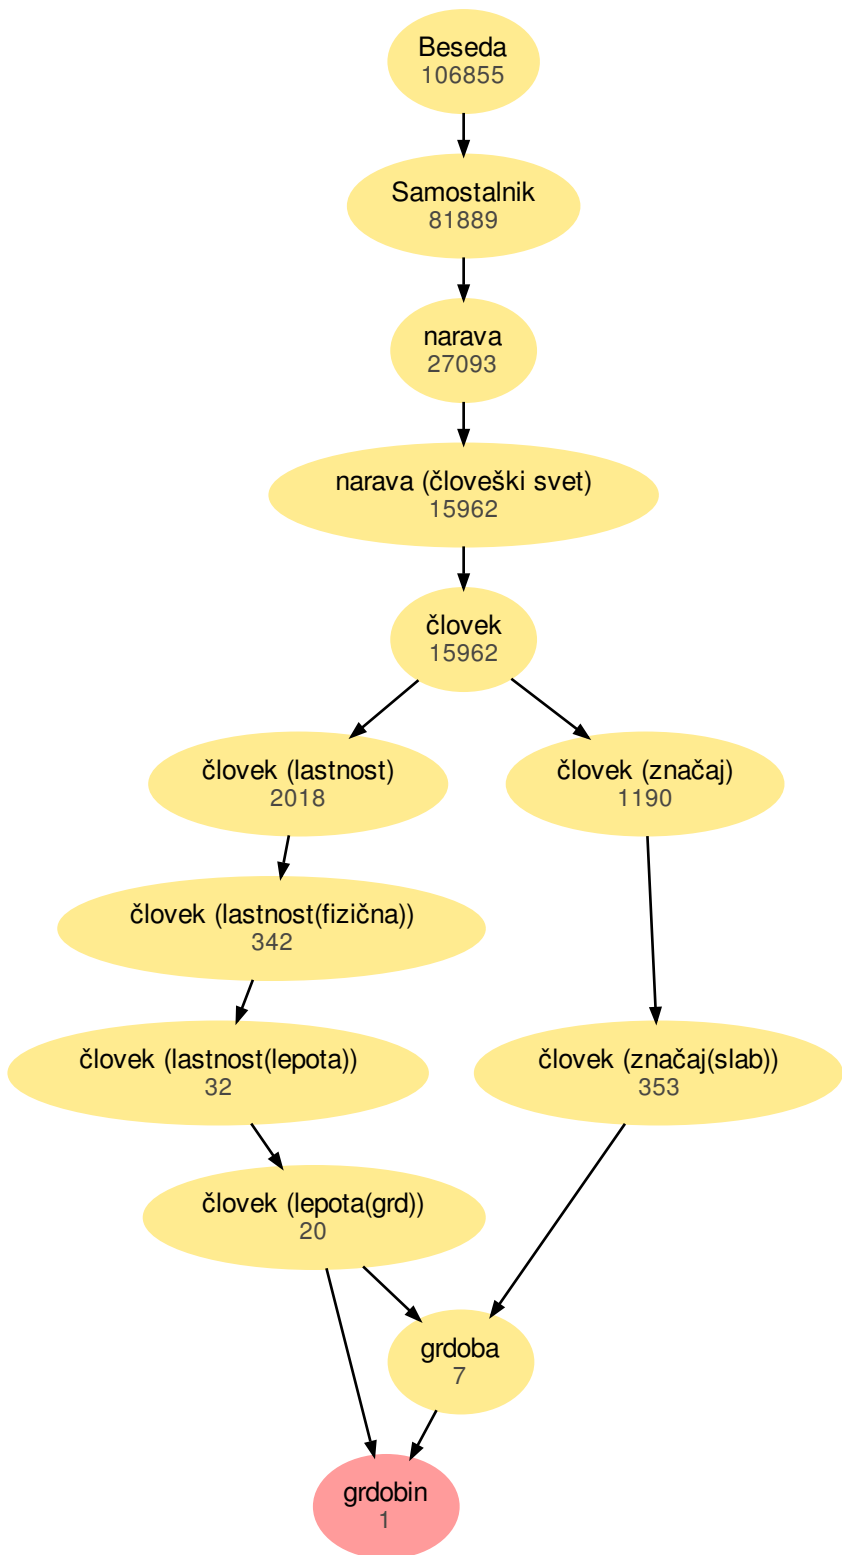 Beseda
106855
Samostalnik
81889
narava
27093
narava (človeški svet)
15962
človek
15962
človek (lastnost)
2018
človek (značaj)
1190
človek (lastnost(fizična))
342
človek (lastnost(lepota))
32
človek (značaj(slab))
353
človek (lepota(grd))
20
grdoba
7
grdobin
1